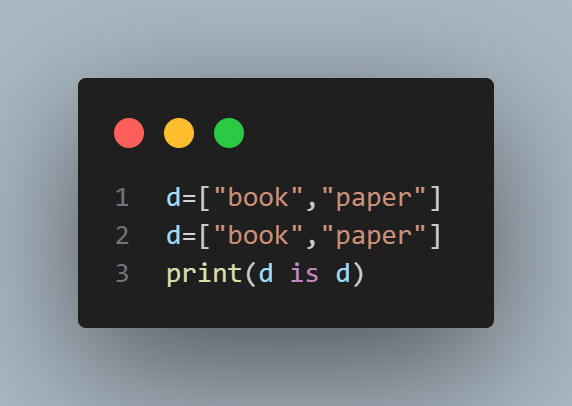 1 d=["book","paper"]
2 d=["book","paper"]
3 print(d is d)